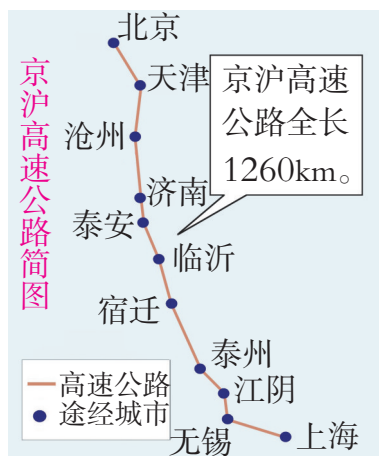 京沪高速公路简图
北京
天津
京沪高速
公路全长
1260km。
沧州
济南
泰安
临沂
宿迁
泰州
江阴
无锡
上海
高速公路
途经城市